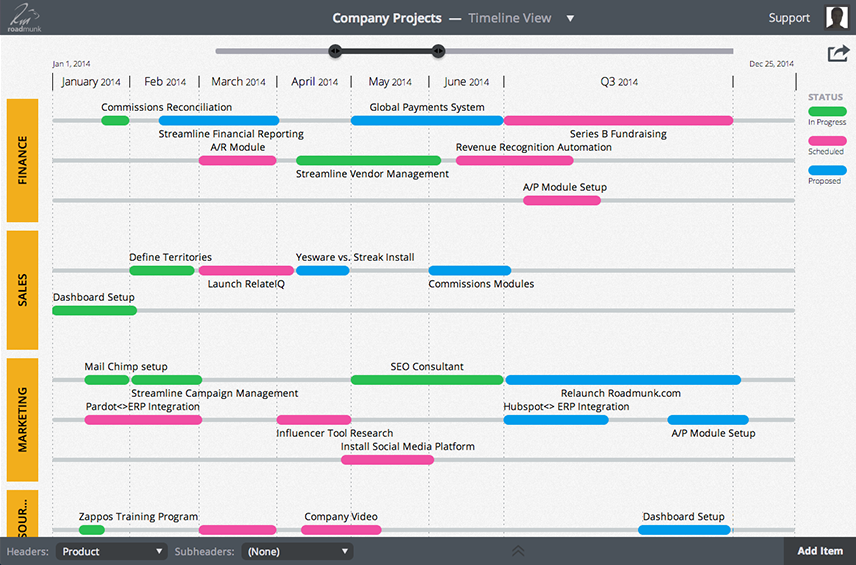 roadmunk
Company Projects — Timeline View
Support
Jan 1, 2014
Dec 25, 2014
January 2014
Feb 2014
March 2014
April 2014
May 2014
June 2014
Q3
STATUS
In Progress
Scheduled
Proposed
FINANCE
Commissions Reconciliation
Global Payments System
Streamline Financial Reporting
Series B Fundraising
A/R Module
Revenue Recognition Automation
Streamline Vendor Management
A/P Module Setup
SALES
Define Territories
Yesware vs. Streak Install
Launch RelateIQ
Commissions Modules
Dashboard Setup
MARKETING
Mail Chimp setup
SEO Consultant
Streamline Campaign Management
Relaunch Roadmunk.com
Pardot<>ERP Integration
Hubspot<> ERP Integration
Influencer Tool Research
A/P Module Setup
Install Social Media Platform
SOUR...
Zappos Training Program
Company Video
Dashboard Setup
Headers:
Product
Subheaders:
(None)
Add Item